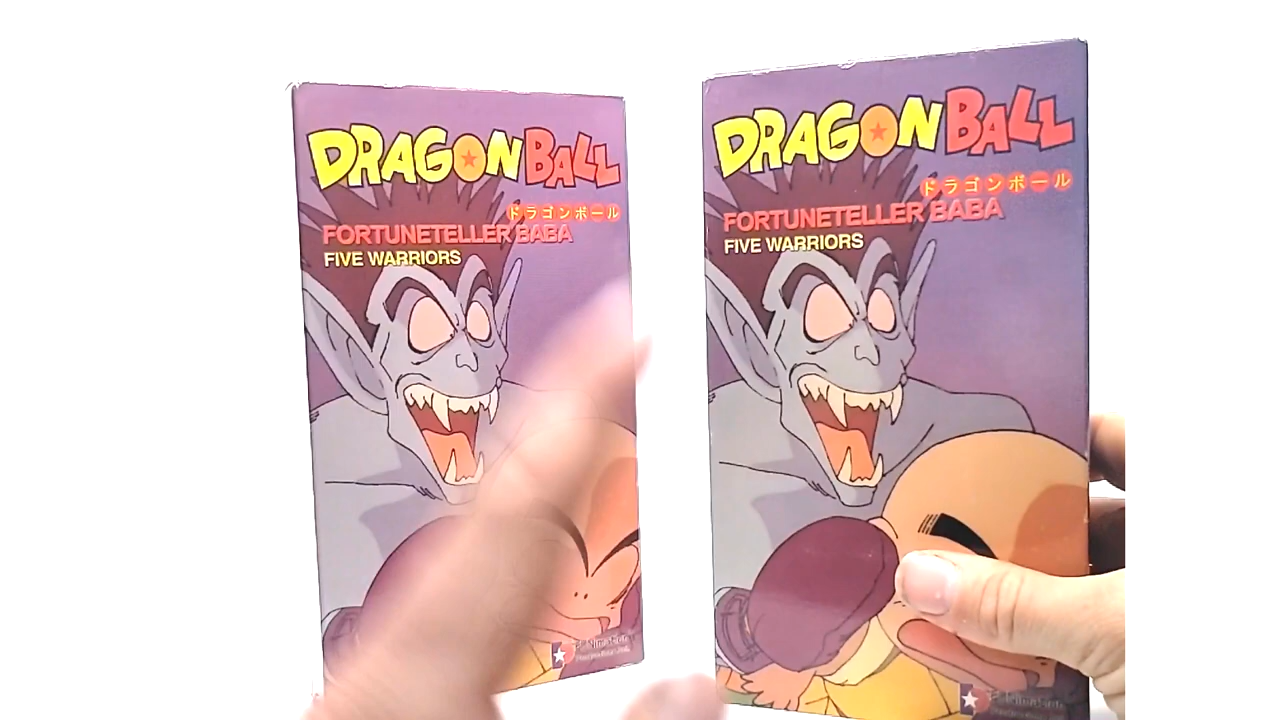 DRAGON BALL
ドラゴンボール
FORTUNETELLER BABA
FIVE WARRIORS
DRAGON BALL
ドラゴンボール
FORTUNETELLER BABA
FIVE WARRIORS